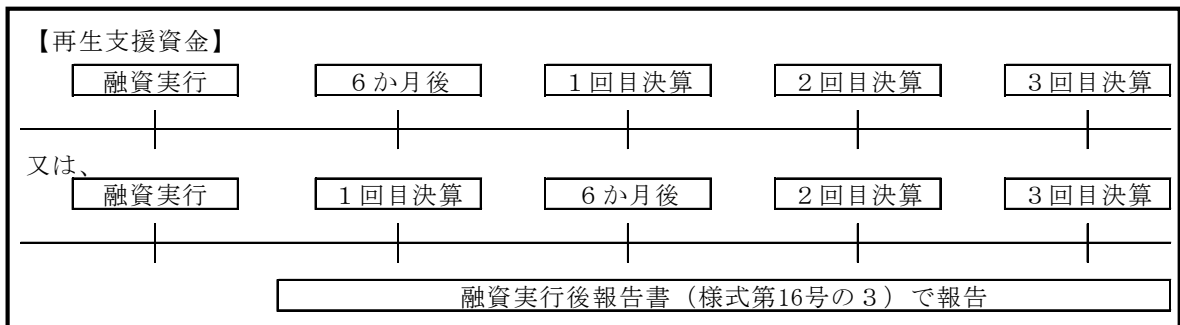 【再生支援資金】
融資実行 6か月後 1回目決算 2回目決算 3回目決算
又は、
融資実行 1回目決算 6か月後 2回目決算 3回目決算
融資実行後報告書(様式第16号の3)で報告